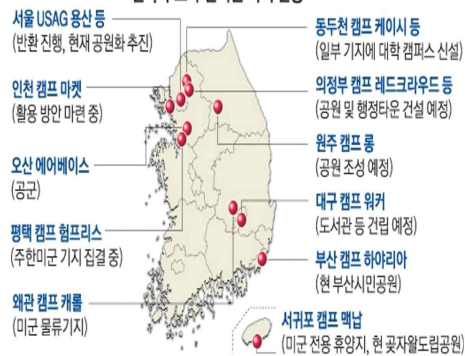 서울 USAG 용산 등
(반환 진행, 현재 공원화 추진)
인천 캠프 마켓
(활용 방안 마련 중)
오산 에어베이스
(공군)
평택 캠프 험프리스
(주한미군 기지 집결 중)
왜관 캠프 캐롤
(미군 물류기지)
동두천 캠프 케이시 등
(일부 기지에 대학 캠퍼스 신설)
의정부 캠프 레드크라우드 등
(공원 및 행정타운 건설 예정)
원주 캠프 롱
(공원 조성 예정)
대구 캠프 워커
(도서관 등 건립 예정)
부산 캠프 하야리아
(현 부산시민공원)
서귀포 캠프 맥냅
(미군 전용 휴양지, 현 곶자왈도립공원)